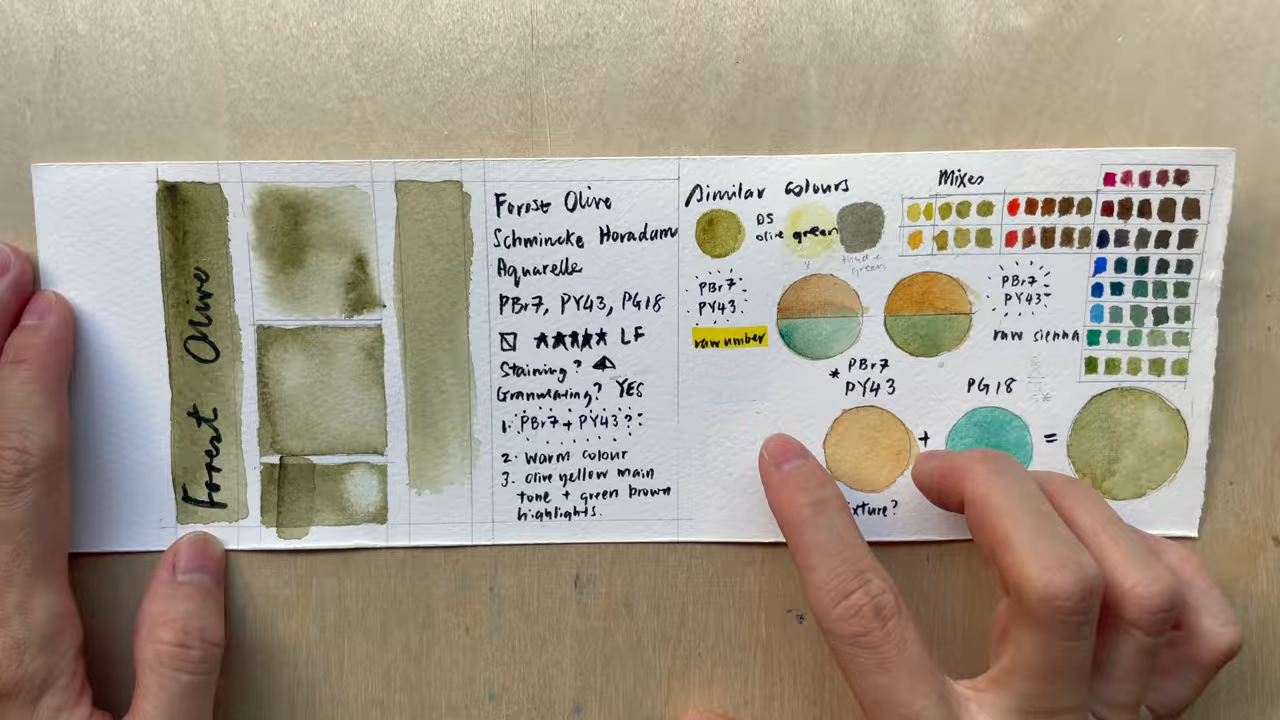 Forest Olive
Forest Olive
Schmincke Horadam
Aquarelle
PBr7, PY43, PG18
★★★★★ LF
Staining?
Granulating? YES
1. PBr7 + PY43?
2. Warm colour
3. olive yellow main
tone + green brown
highlights.
Similar colours
DS
olive green
Y
green
PBr7
PY43
raw umber
Mixes
PBr7
PY43
raw sienna
* PBr7
PY43
PG18
+
=